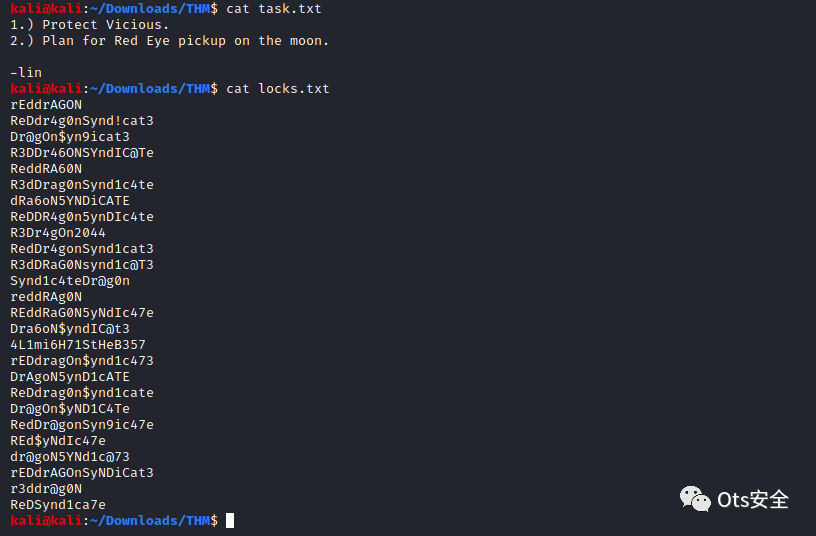 kali@kali:~/Downloads/THM$ cat task.txt
1.) Protect Vicious.
2.) Plan for Red Eye pickup on the moon.
-lin
kali@kali:~/Downloads/THM$ cat locks.txt
rEddrAGON
ReDdr4g0nSynd!cat3
Dr@gOn$yn9icat3
R3DDr46ONSYndIC@Te
ReddRA60N
R3dDrag0nSynd1c4te
dRa6oN5YNDiCATE
ReDDR4g0n5ynDIc4te
R3Dr4gOn2044
RedDr4gonSynd1cat3
R3dDRaG0Nsynd1c@T3
Synd1c4teDr@g0n
reddRAg0N
REddRaG0N5yNdIc47e
Dra6oN$yndIC@t3
4L1mi6H71StHeB357
rEDdragOn$ynd1c473
DrAgoN5ynD1cATE
ReDdrag0n$ynd1cate
Dr@gOn$yND1C4Te
RedDr@gonSyn9ic47e
REd$yNdIc47e
dr@goN5YNd1c@73
rEDdrAGOnSyNDiCat3
r3ddr@g0N
ReDSynd1ca7e
kali@kali:~/Downloads/THM$
Ots安全